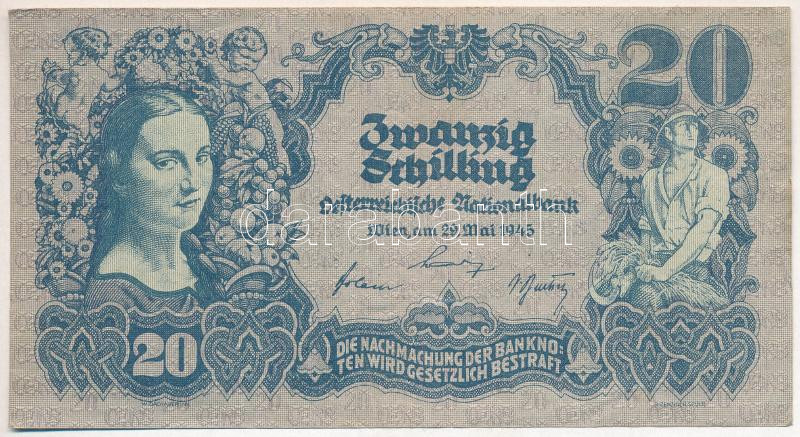 20
Zwanzig
Schilling
Oesterreichische Nationalbank
Wien, am 29. Mai 1945
20
DIE NACHMACHUNG DER BANKNO-
TEN WIRD GESETZLICH BESTRAFT
darabanth